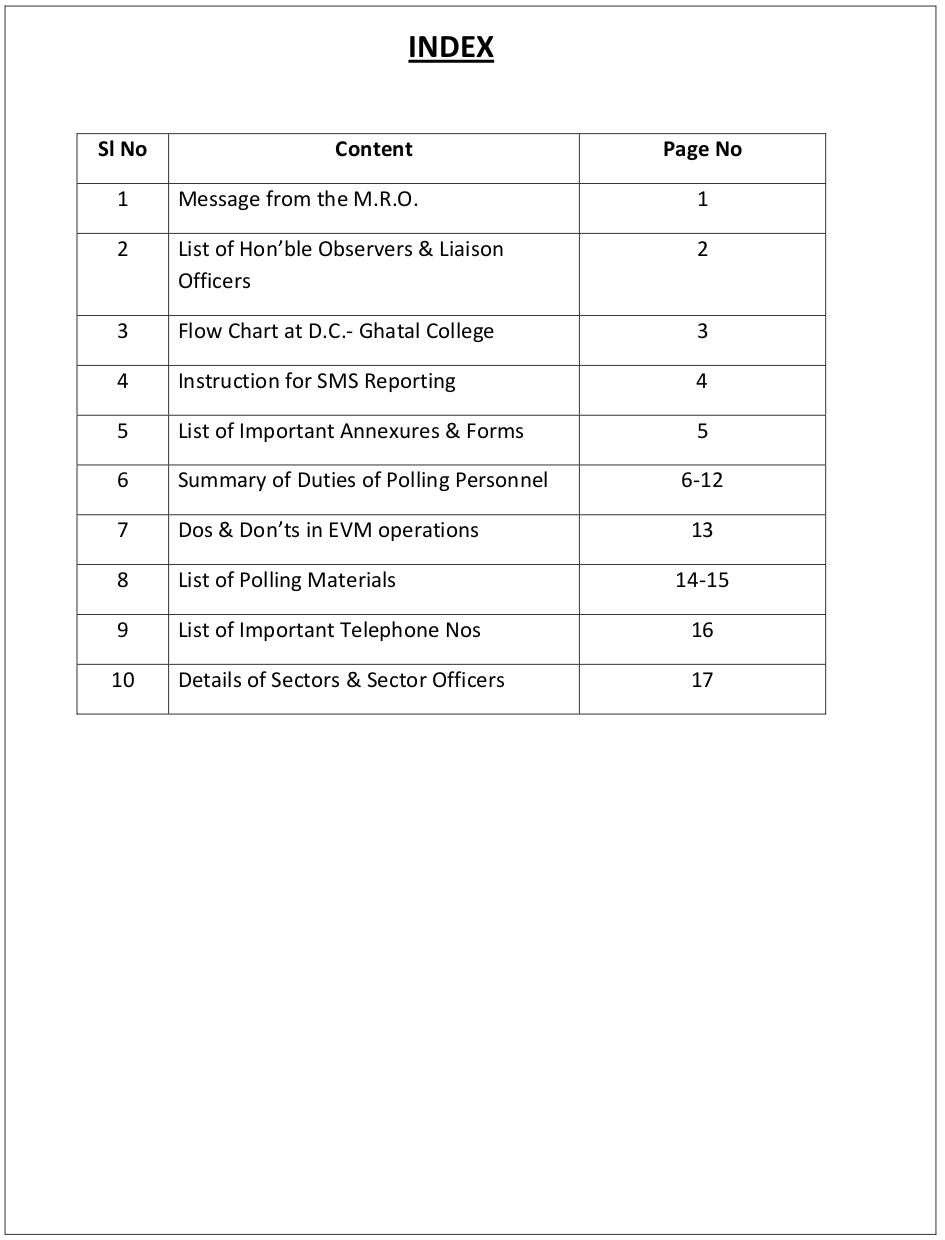 INDEX
Sl No Content Page No
1 Message from the M.R.O. 1
2 List of Hon’ble Observers & Liaison 2
Officers
3 Flow Chart at D.C.- Ghatal College 3
4 Instruction for SMS Reporting 4
5 List of Important Annexures & Forms 5
6 Summary of Duties of Polling Personnel 6-12
7 Dos & Don’ts in EVM operations 13
8 List of Polling Materials 14-15
9 List of Important Telephone Nos 16
10 Details of Sectors & Sector Officers 17